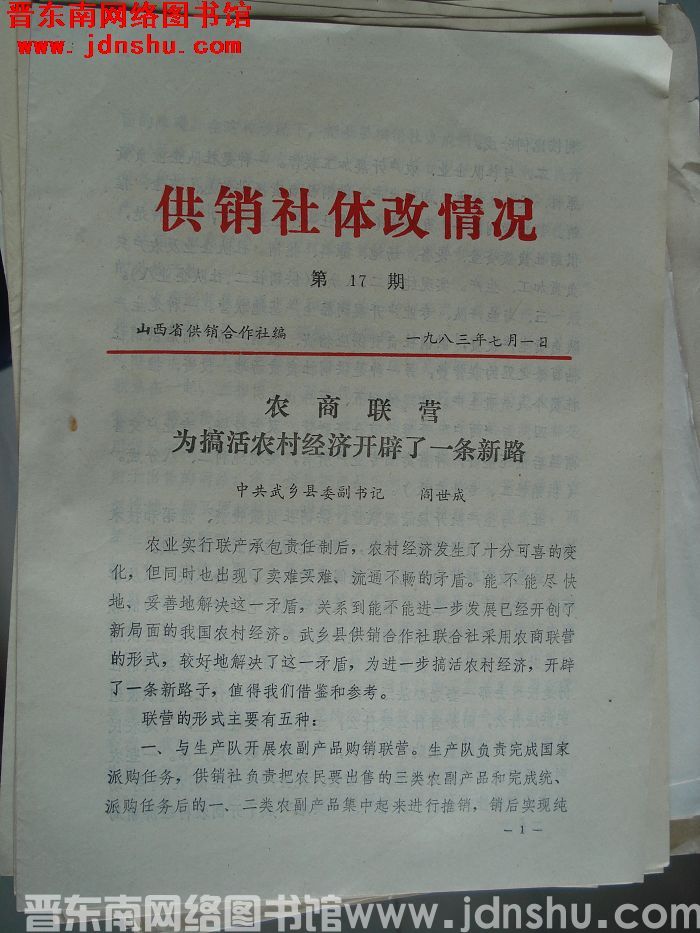 晋东南网络图书馆
www.jdnshu.com
供销社体改情况
第 17 期
山西省供销合作社编 一九八三年七月一日
农商联营
为搞活农村经济开辟了一条新路
中共武乡县委副书记 阎世成
农业实行联产承包责任制后，农村经济发生了十分可喜的变
化，但同时也出现了卖难买难、流通不畅的矛盾。能不能尽快
地、妥善地解决这一矛盾，关系到能不能进一步发展已经开创了
新局面的我国农村经济。武乡县供销合作社联合社采用农商联营
的形式，较好地解决了这一矛盾，为进一步搞活农村经济，开辟
了一条新路子，值得我们借鉴和参考。
联营的形式主要有五种：
一、与生产队开展农副产品购销联营。生产队负责完成国家
派购任务，供销社负责把农民要出售的三类农副产品和完成统、
派购任务后的一、二类农副产品集中起来进行推销，销后实现纯
—1—
晋东南网络图书馆 www.jdnshu.com